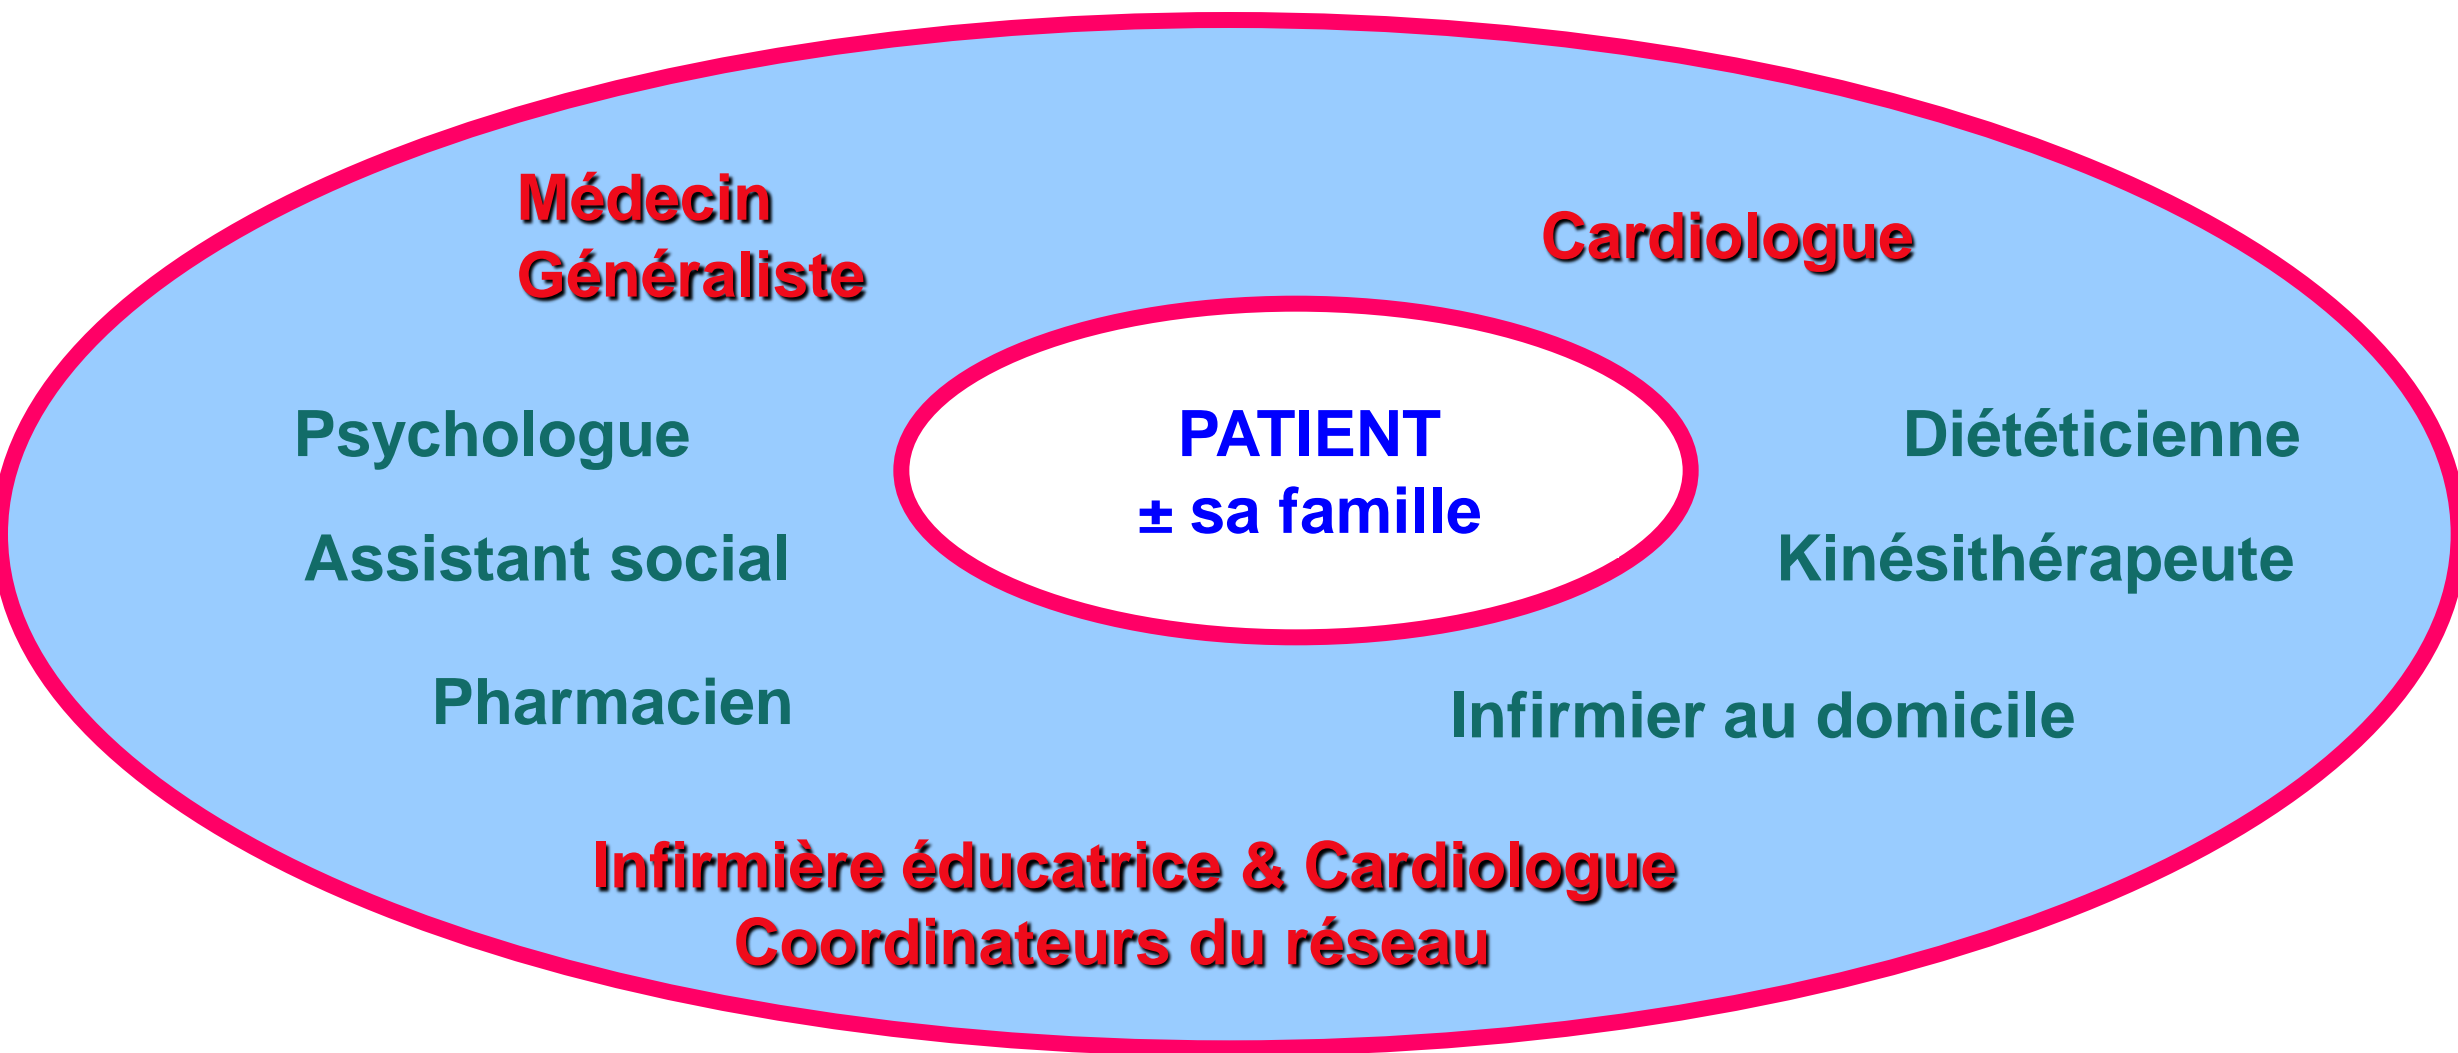 Médecin
Généraliste
Cardiologue
Psychologue
PATIENT
± sa famille
Diététicienne
Assistant social
Kinésithérapeute
Pharmacien
Infirmier au domicile
Infirmière éducatrice & Cardiologue
Coordinateurs du réseau